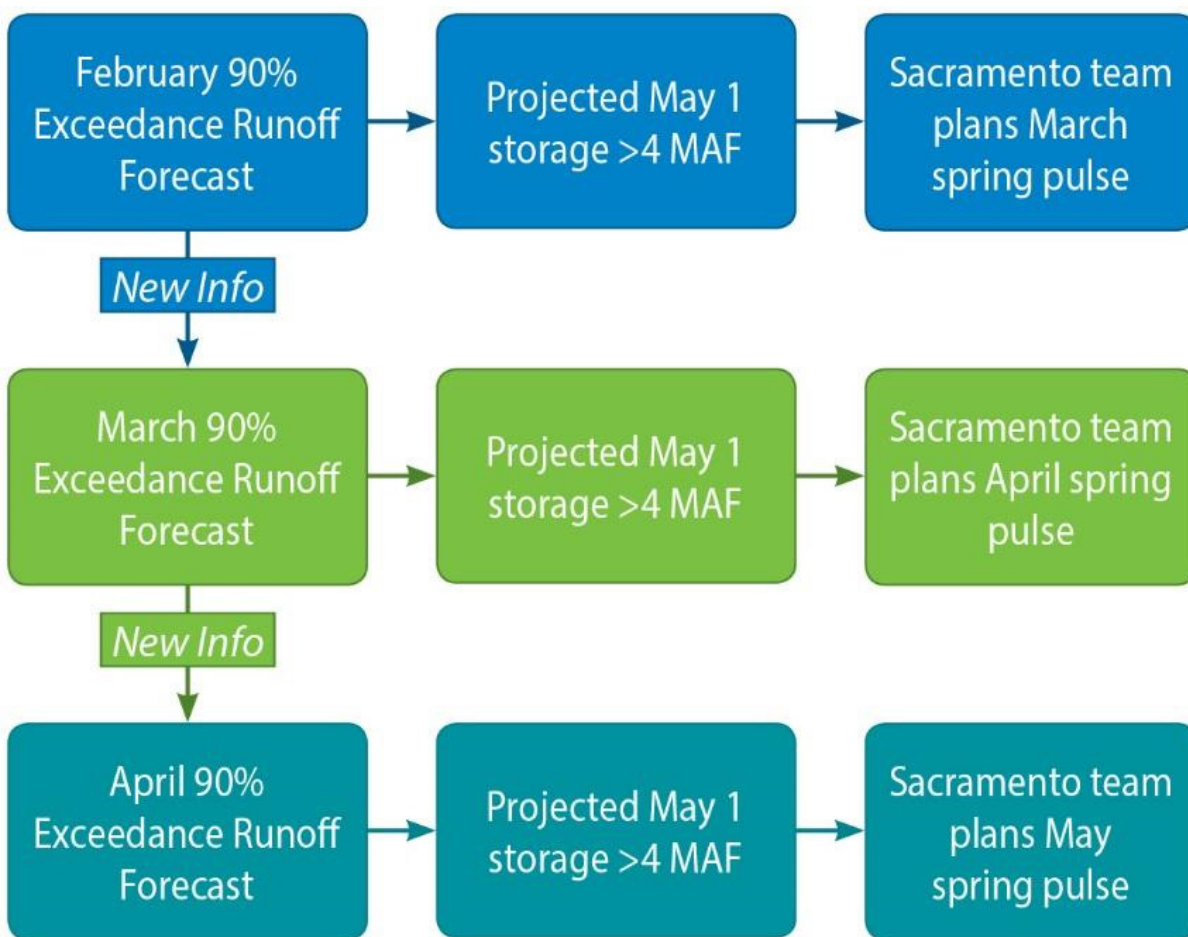 February 90%
Exceedance Runoff
Forecast
Projected May 1
storage >4 MAF
Sacramento team
plans March
spring pulse
New Info
March 90%
Exceedance Runoff
Forecast
Projected May 1
storage >4 MAF
Sacramento team
plans April spring
pulse
New Info
April 90%
Exceedance Runoff
Forecast
Projected May 1
storage >4 MAF
Sacramento team
plans May
spring pulse